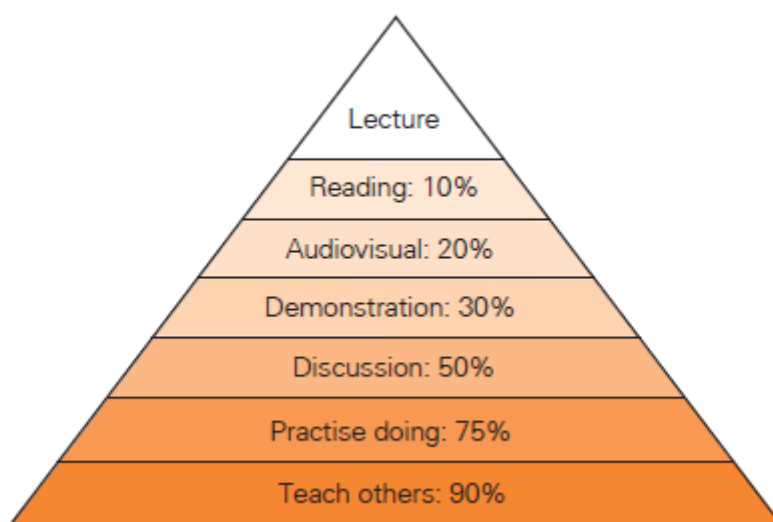 Lecture
Reading: 10%
Audiovisual: 20%
Demonstration: 30%
Discussion: 50%
Practise doing: 75%
Teach others: 90%